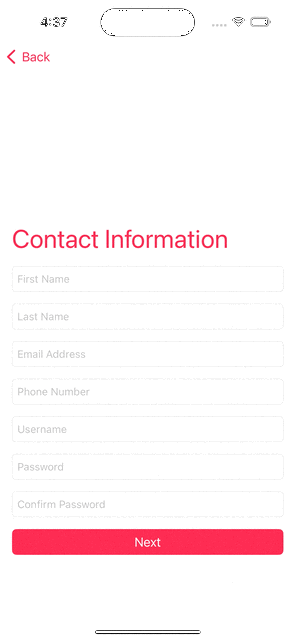 4:37
Back
Contact Information
First Name
Last Name
Email Address
Phone Number
Username
Password
Confirm Password
Next